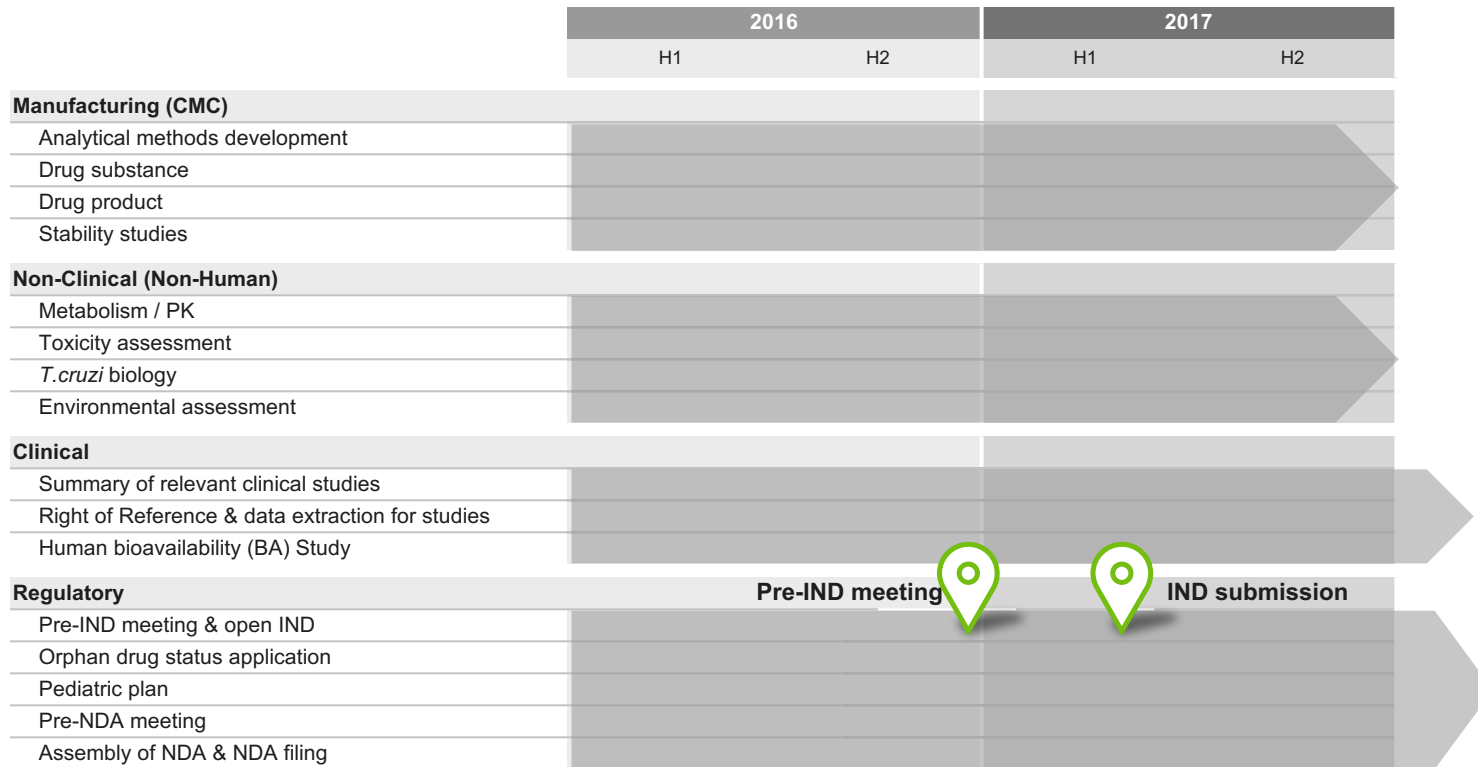 2016 2017
H1 H2 H1 H2
Manufacturing (CMC)
Analytical methods development
Drug substance
Drug product
Stability studies
Non-Clinical (Non-Human)
Metabolism / PK
Toxicity assessment
T.cruzi biology
Environmental assessment
Clinical
Summary of relevant clinical studies
Right of Reference & data extraction for studies
Human bioavailability (BA) Study
Regulatory Pre-IND meeting IND submission
Pre-IND meeting & open IND
Orphan drug status application
Pediatric plan
Pre-NDA meeting
Assembly of NDA & NDA filing